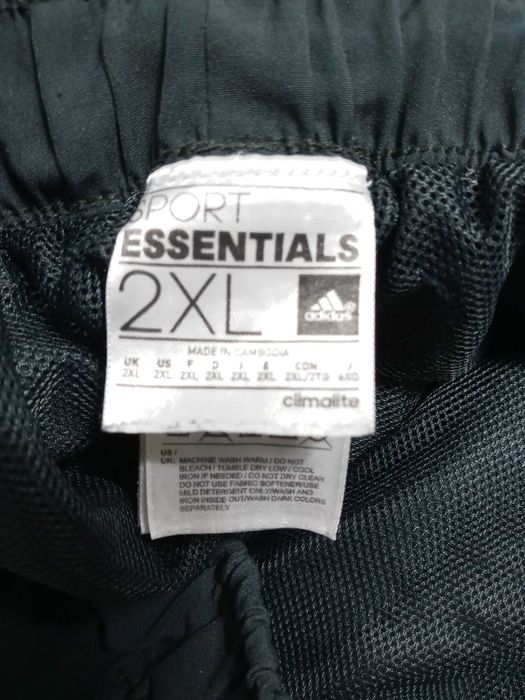 SPORT
ESSENTIALS
2XL
adidas
MADE IN CAMBODIA
UK US F D I E CDN J
2XL 2XL 2XL 2XL 2XL 2XL 2XL/2TG
climalite
US /
UK: MACHINE WASH WARM / DO NOT
BLEACH / TUMBLE DRY LOW / COOL
IRON IF NEEDED / DO NOT DRY CLEAN
DO NOT USE FABRIC SOFTENER/USE
MILD DETERGENT ONLY/WASH AND
IRON INSIDE OUT/WASH DARK COLORS
SEPARATELY